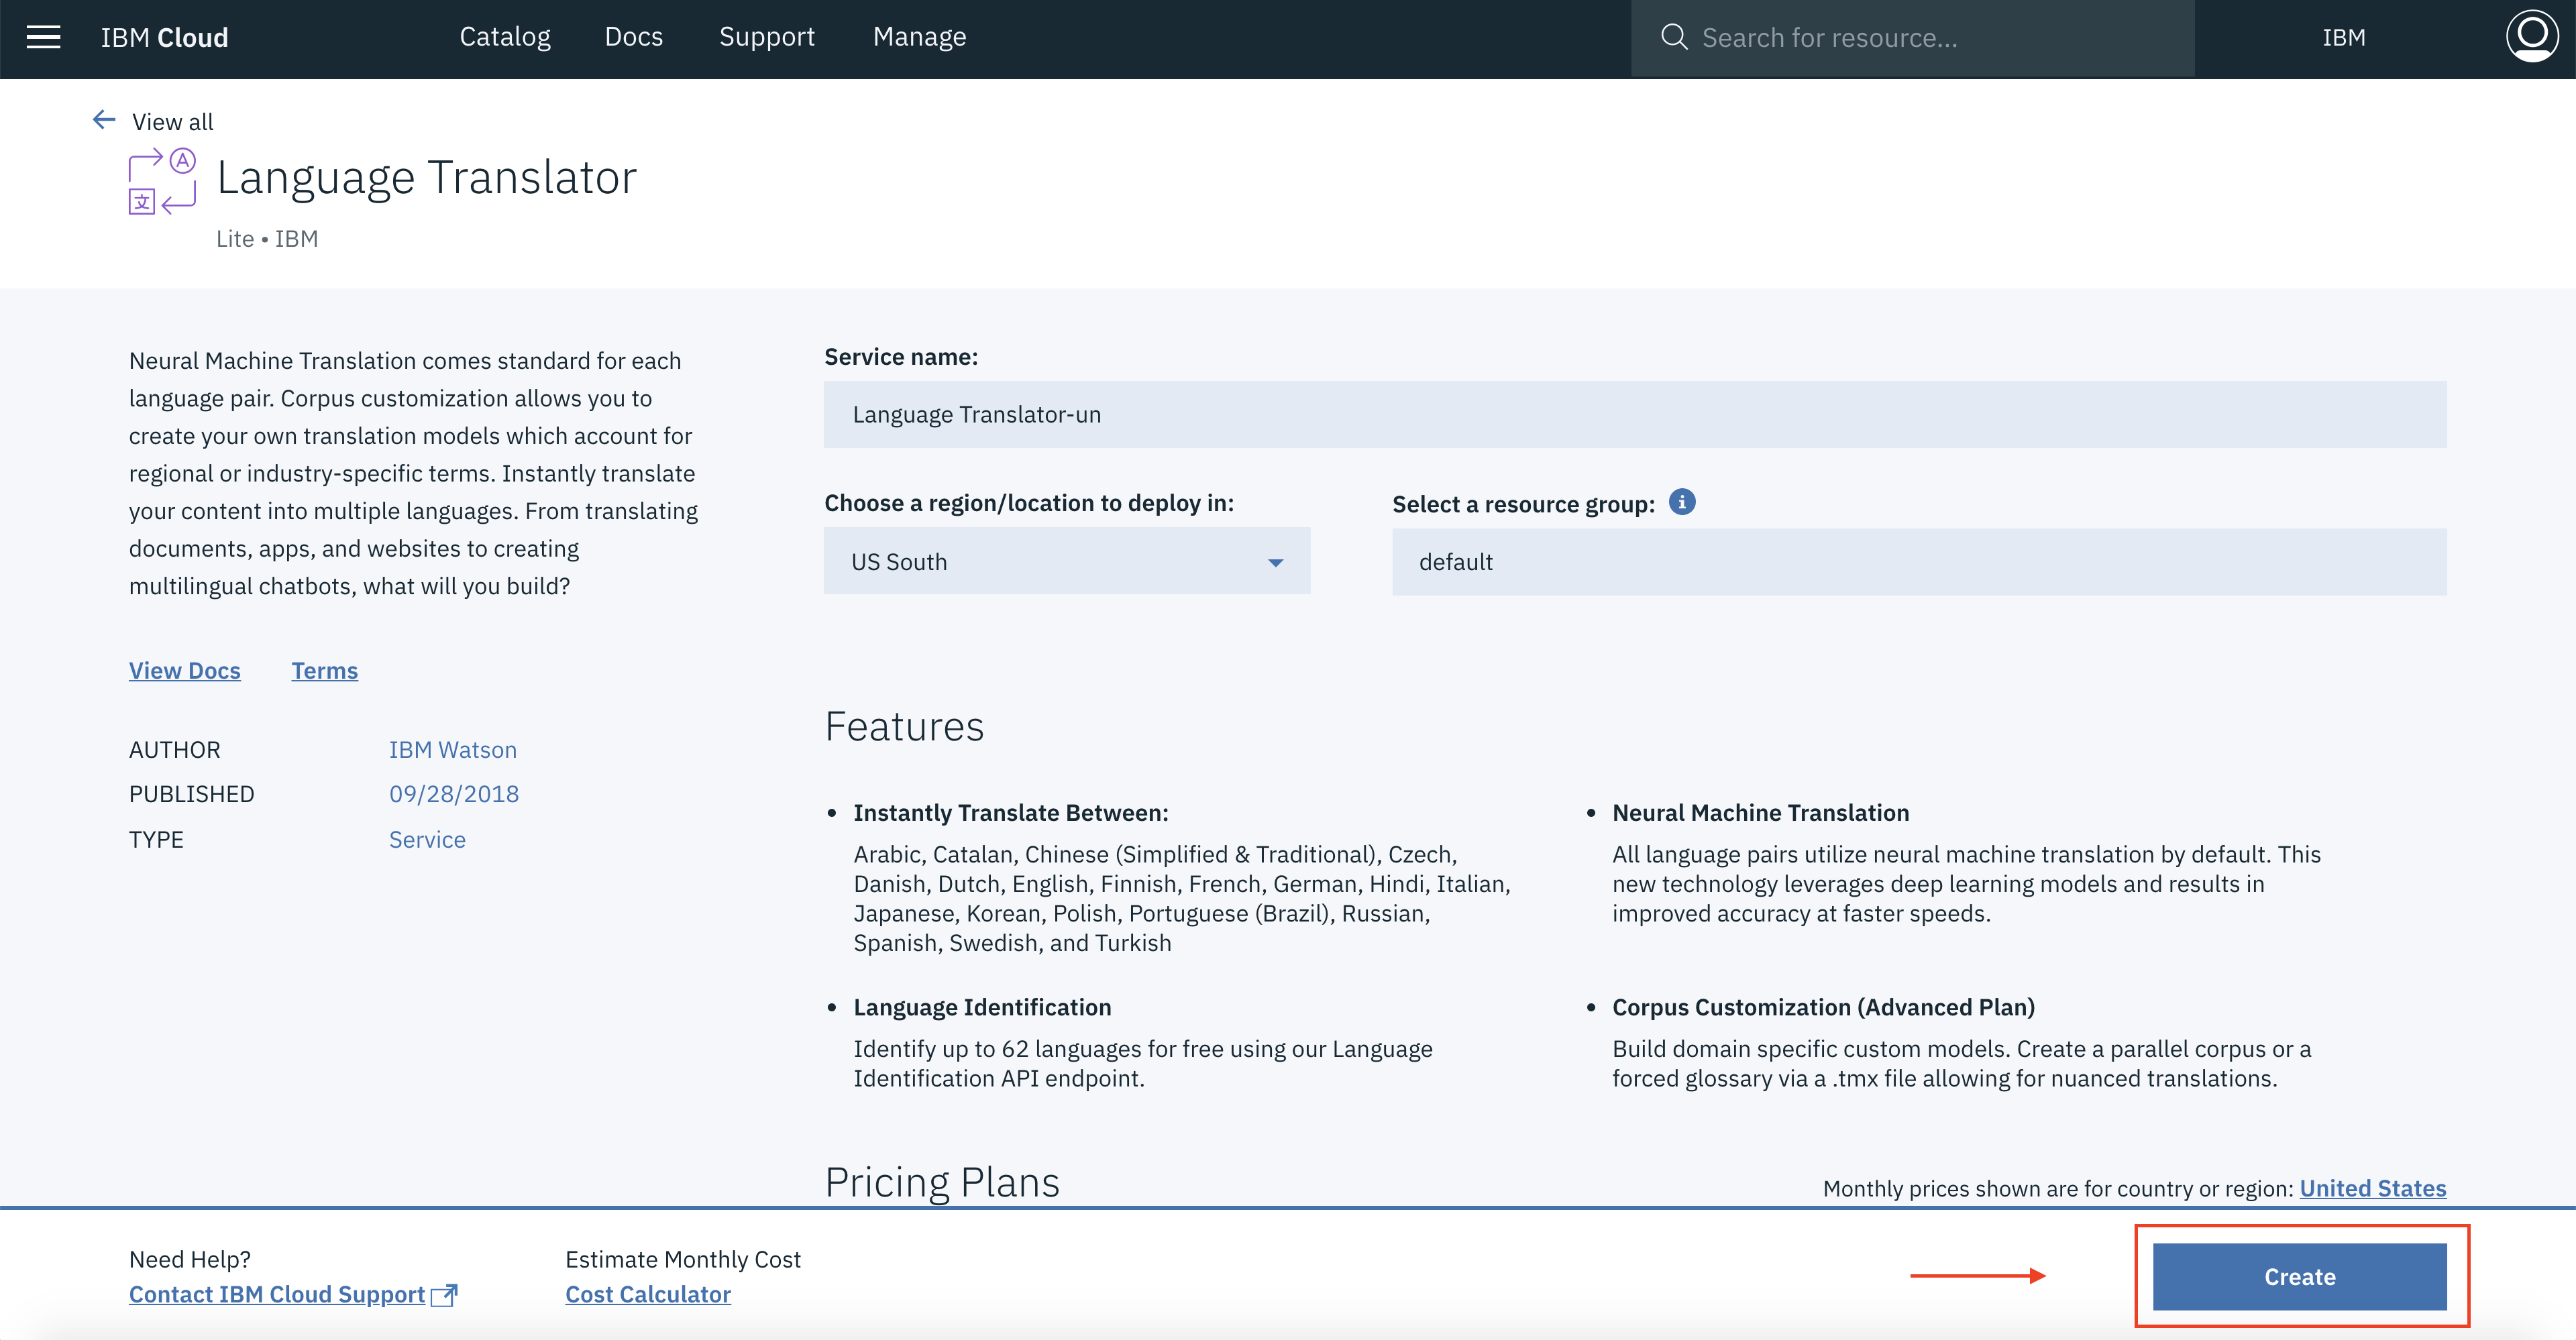 IBM Cloud
Catalog
Docs
Support
Manage
Search for resource...
IBM
View all
A
文
Language Translator
Lite • IBM
Neural Machine Translation comes standard for each
language pair. Corpus customization allows you to
create your own translation models which account for
regional or industry-specific terms. Instantly translate
your content into multiple languages. From translating
documents, apps, and websites to creating
multilingual chatbots, what will you build?
View Docs
Terms
AUTHOR
IBM Watson
PUBLISHED
09/28/2018
TYPE
Service
Service name:
Language Translator-un
Choose a region/location to deploy in:
US South
Select a resource group:
i
default
Features
• Instantly Translate Between:
Arabic, Catalan, Chinese (Simplified & Traditional), Czech,
Danish, Dutch, English, Finnish, French, German, Hindi, Italian,
Japanese, Korean, Polish, Portuguese (Brazil), Russian,
Spanish, Swedish, and Turkish
• Neural Machine Translation
All language pairs utilize neural machine translation by default. This
new technology leverages deep learning models and results in
improved accuracy at faster speeds.
• Language Identification
Identify up to 62 languages for free using our Language
Identification API endpoint.
• Corpus Customization (Advanced Plan)
Build domain specific custom models. Create a parallel corpus or a
forced glossary via a .tmx file allowing for nuanced translations.
Pricing Plans
Monthly prices shown are for country or region: United States
Need Help?
Contact IBM Cloud Support
Estimate Monthly Cost
Cost Calculator
Create